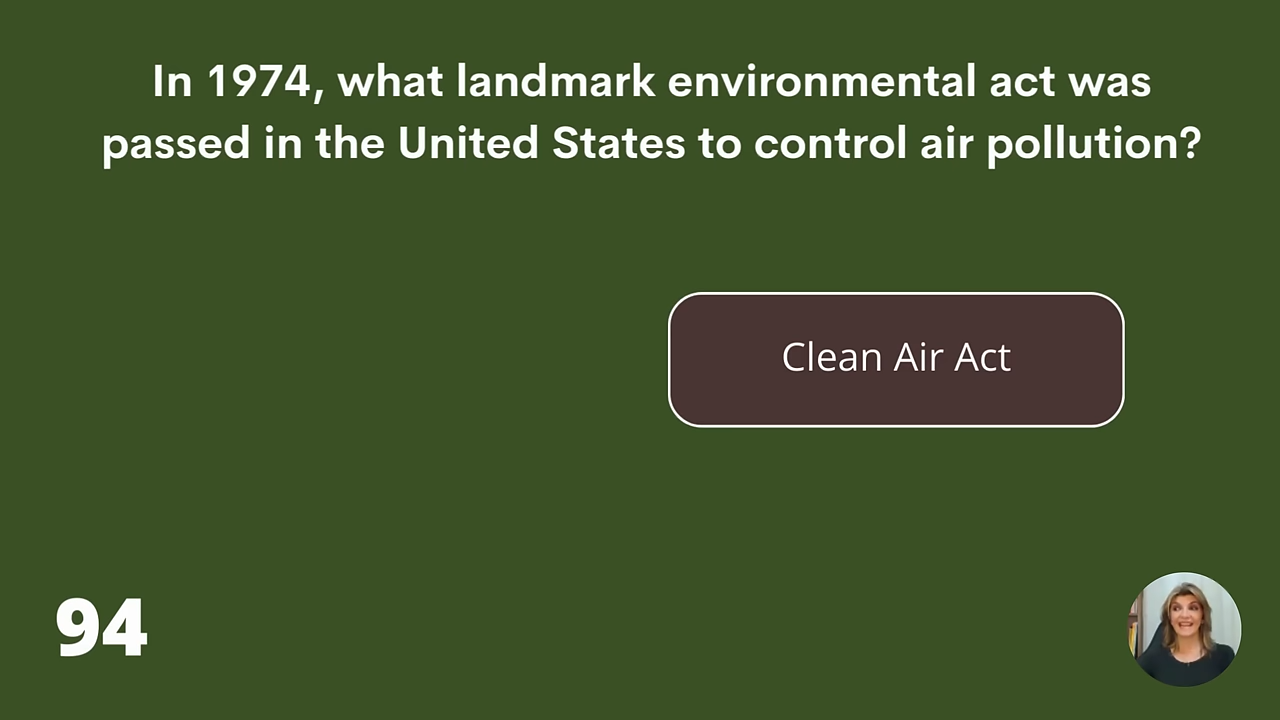 In 1974, what landmark environmental act was
passed in the United States to control air pollution?
Clean Air Act
94